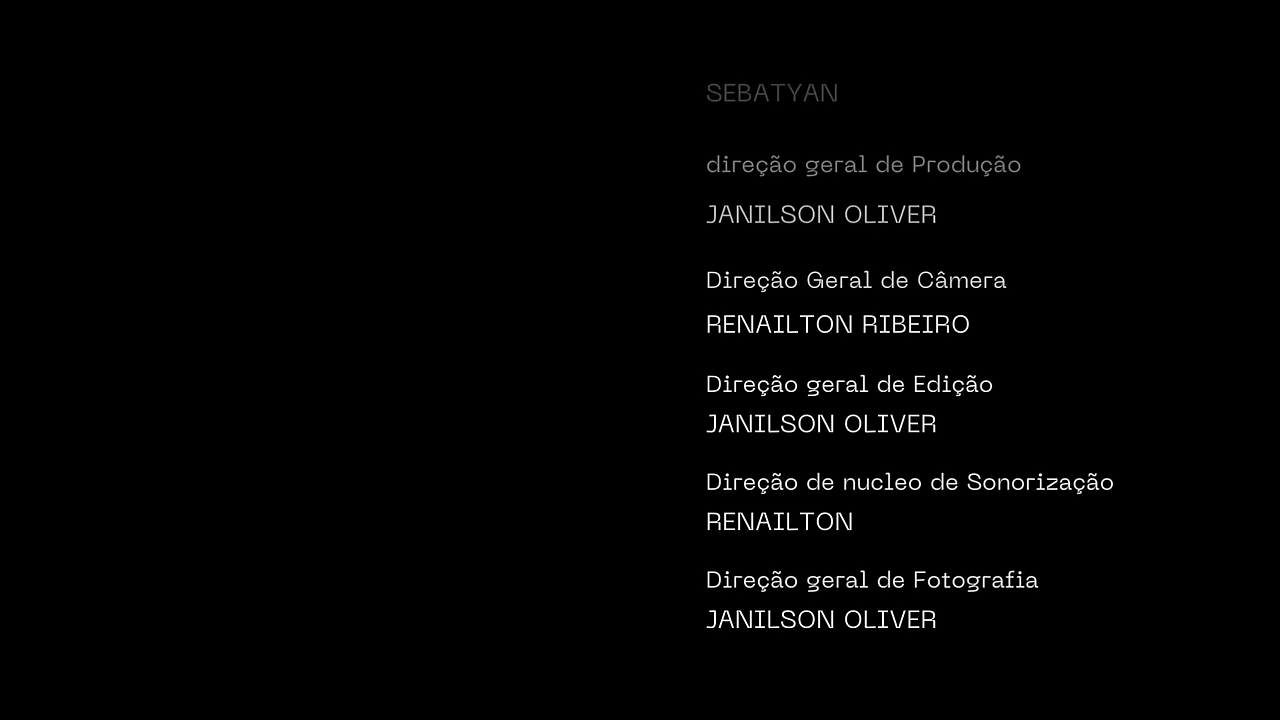 SEBATYAN
direção geral de Produção
JANILSON OLIVER
Direção Geral de Câmera
RENAILTON RIBEIRO
Direção geral de Edição
JANILSON OLIVER
Direção de nucleo de Sonorização
RENAILTON
Direção geral de Fotografia
JANILSON OLIVER